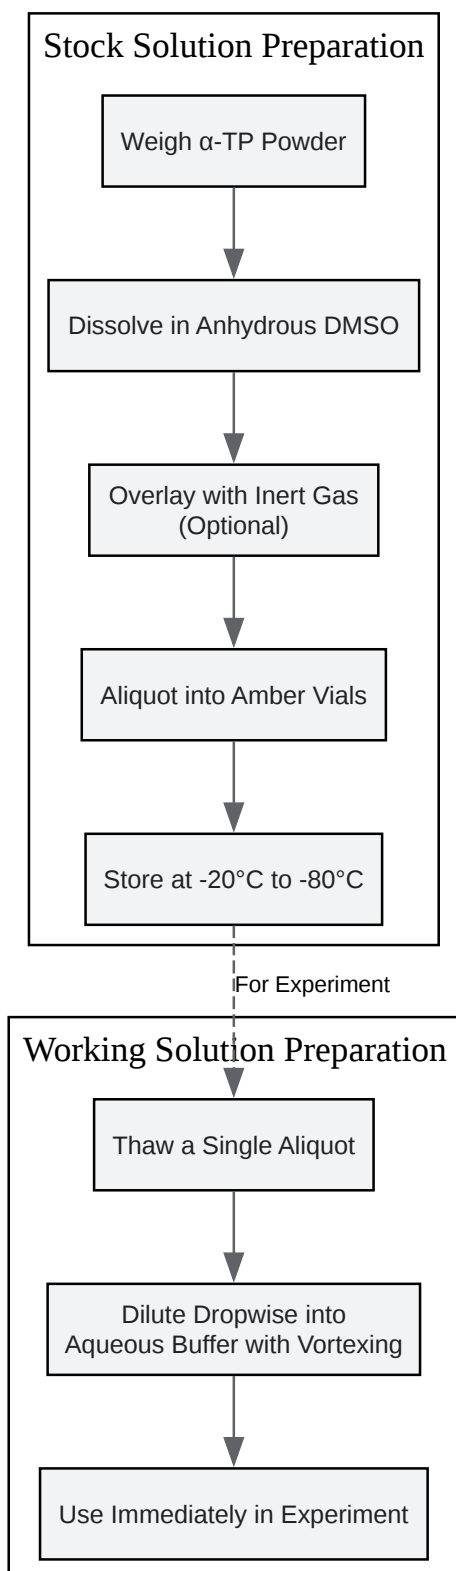 Stock Solution Preparation
Weigh α-TP Powder
Dissolve in Anhydrous DMSO
Overlay with Inert Gas
(Optional)
Aliquot into Amber Vials
Store at -20°C to -80°C
For Experiment
Working Solution Preparation
Thaw a Single Aliquot
Dilute Dropwise into
Aqueous Buffer with Vortexing
Use Immediately in Experiment